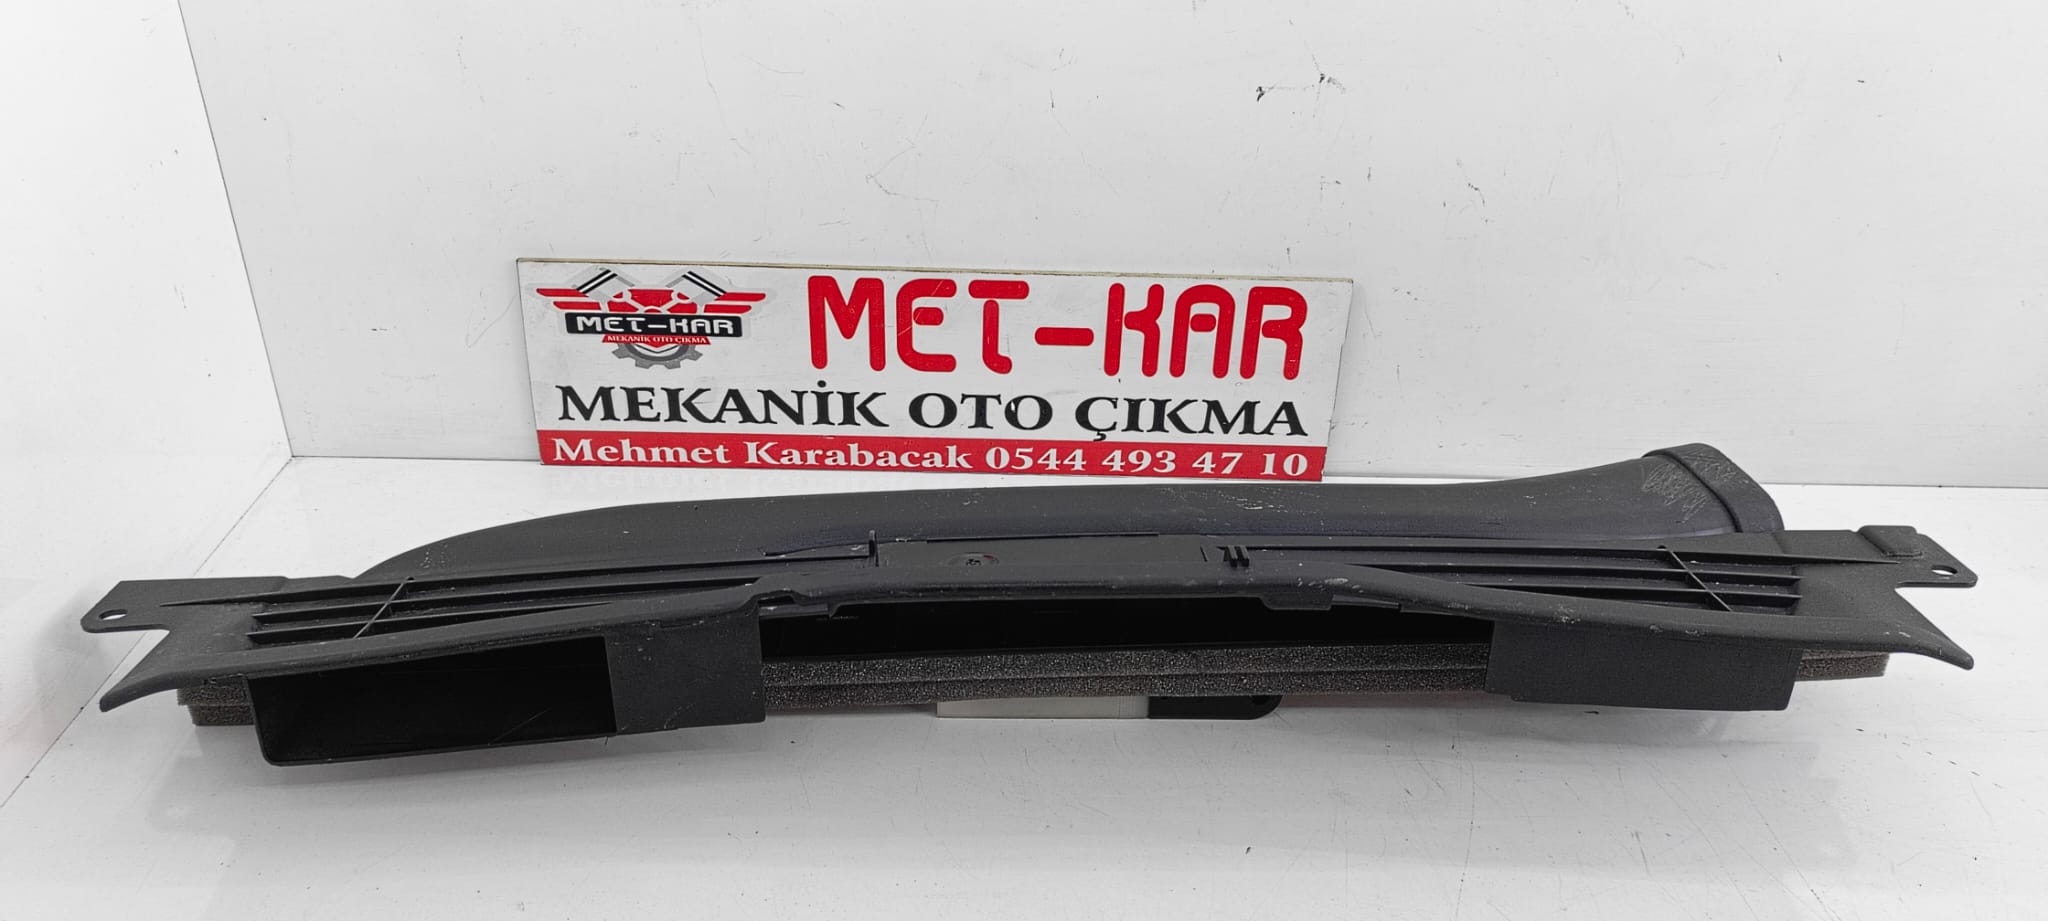 MET-KAR
MEKANİK OTO ÇIKMA
MET-KAR
MEKANİK OTO ÇIKMA
Mehmet Karabacak 0544 493 47 10